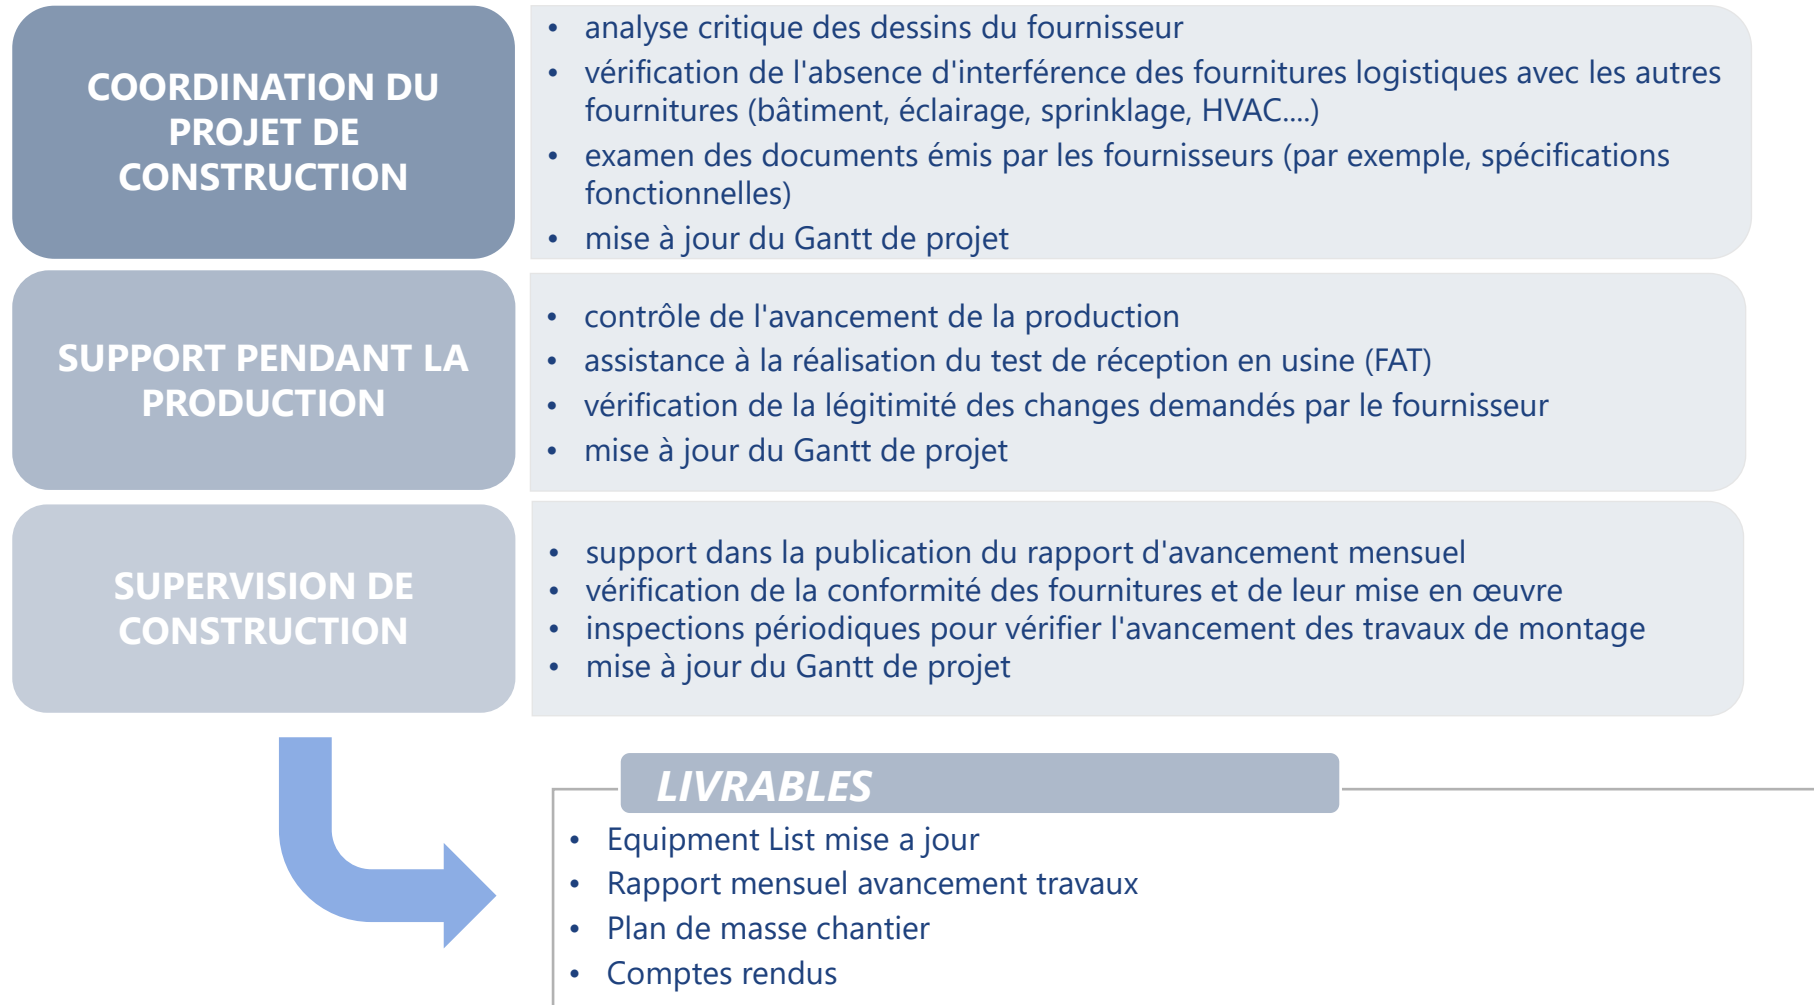 COORDINATION DU
PROJET DE
CONSTRUCTION
• analyse critique des dessins du fournisseur
• vérification de l'absence d'interférence des fournitures logistiques avec les autres
fournitures (bâtiment, éclairage, sprinklage, HVAC....)
• examen des documents émis par les fournisseurs (par exemple, spécifications
fonctionnelles)
• mise à jour du Gantt de projet
SUPPORT PENDANT LA
PRODUCTION
• contrôle de l'avancement de la production
• assistance à la réalisation du test de réception en usine (FAT)
• vérification de la légitimité des changes demandés par le fournisseur
• mise à jour du Gantt de projet
SUPERVISION DE
CONSTRUCTION
• support dans la publication du rapport d'avancement mensuel
• vérification de la conformité des fournitures et de leur mise en œuvre
• inspections périodiques pour vérifier l'avancement des travaux de montage
• mise à jour du Gantt de projet
LIVRABLES
• Equipment List mise a jour
• Rapport mensuel avancement travaux
• Plan de masse chantier
• Comptes rendus